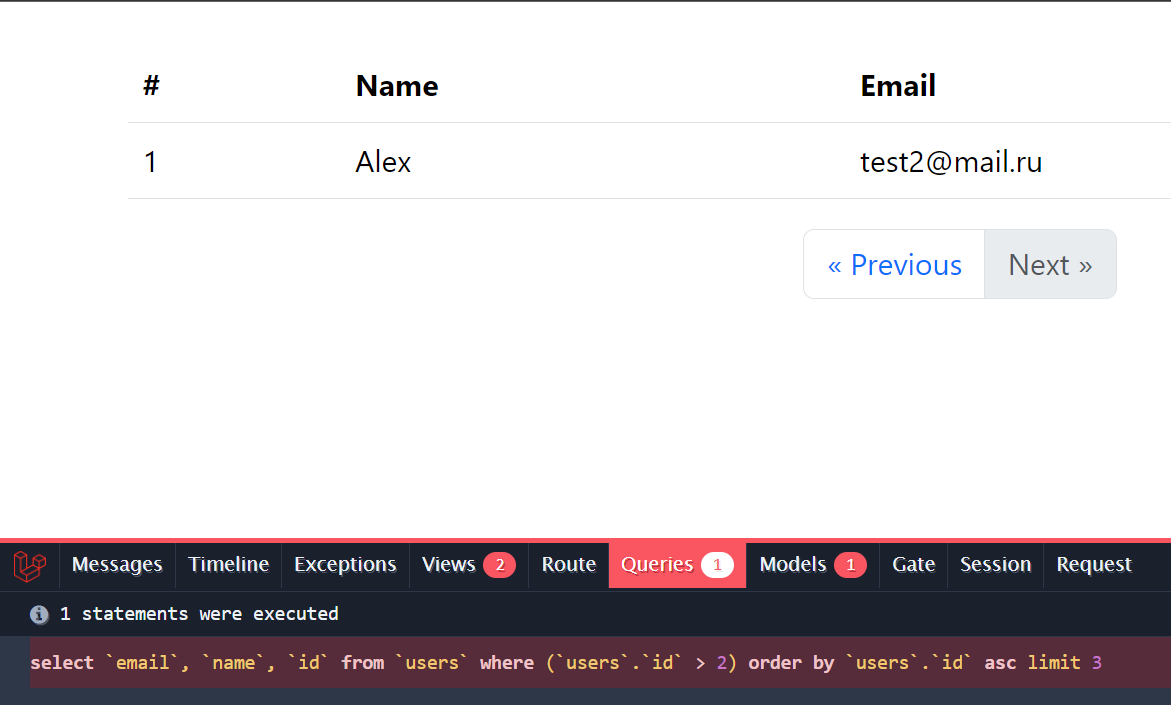 # Name Email
1 Alex test2@mail.ru
« Previous Next »
Messages Timeline Exceptions Views 2 Route Queries 1 Models 1 Gate Session Request
1 statements were executed
select `email`, `name`, `id` from `users` where (`users`.`id` > 2) order by `users`.`id` asc limit 3